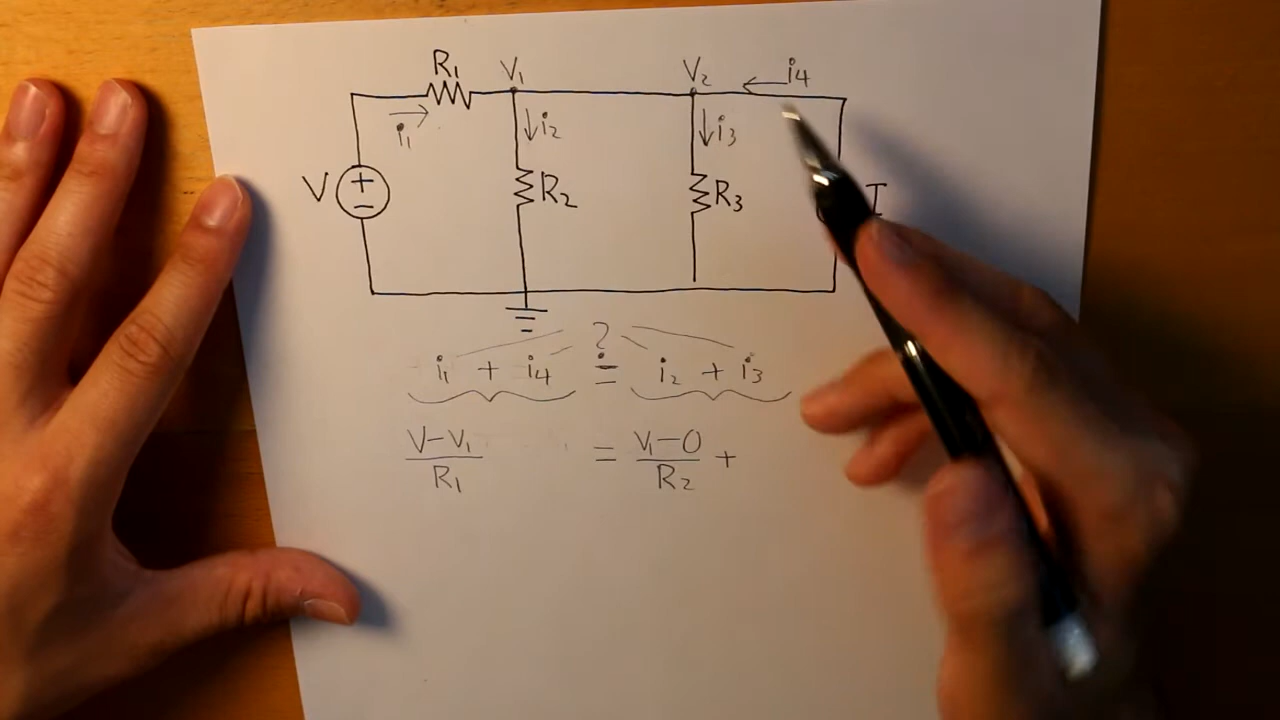 R₁
V₁
V₂
i₄
i₁
i₂
i₃
V
+
−
R₂
R₃
I
?
i₁ + i₄ = i₂ + i₃
V−V₁
R₁
= V₁−0
R₂
+